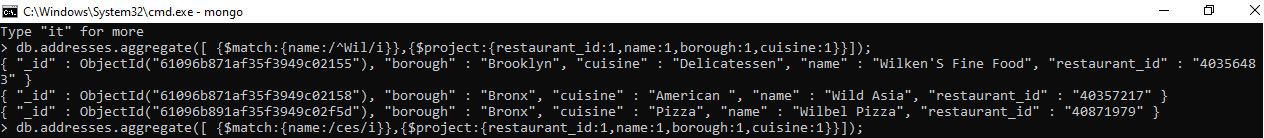 C:\Windows\System32\cmd.exe - mongo
Type "it" for more
> db.addresses.aggregate([ {$match:{name:/^Wil/i}},{$project:{restaurant_id:1,name:1,borough:1,cuisine:1}}]);
{ "_id" : ObjectId("61096b871af35f3949c02155"), "borough" : "Brooklyn", "cuisine" : "Delicatessen", "name" : "Wilken'S Fine Food", "restaurant_id" : "4035648
3" }
{ "_id" : ObjectId("61096b871af35f3949c02158"), "borough" : "Bronx", "cuisine" : "American ", "name" : "Wild Asia", "restaurant_id" : "40357217" }
{ "_id" : ObjectId("61096b891af35f3949c02f5d"), "borough" : "Bronx", "cuisine" : "Pizza", "name" : "Wilbel Pizza", "restaurant_id" : "40871979" }
> db.addresses.aggregate([ {$match:{name:/ces/i}},{$project:{restaurant_id:1,name:1,borough:1,cuisine:1}}]);